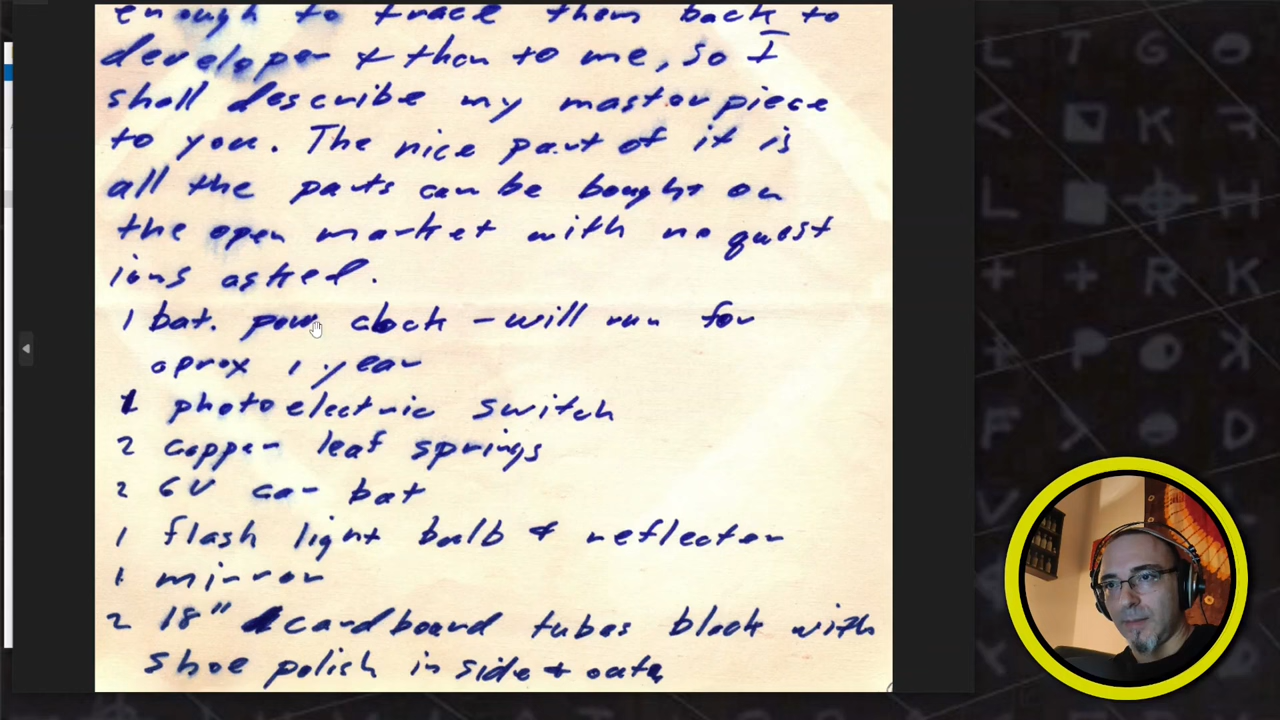 enough to trace them back to
developer & then to me, so I
shall describe my masterpiece
to you. The nice part of it is
all the parts can be bought on
the open market with no quest
ions asked.
1 bat. pow clock – will run for
aprox 1 year
1 photoelectric switch
2 copper leaf springs
2 6V car bat
1 flash light bulb & reflector
1 mirror
2 18" cardboard tubes black with
shoe polish in side & oute